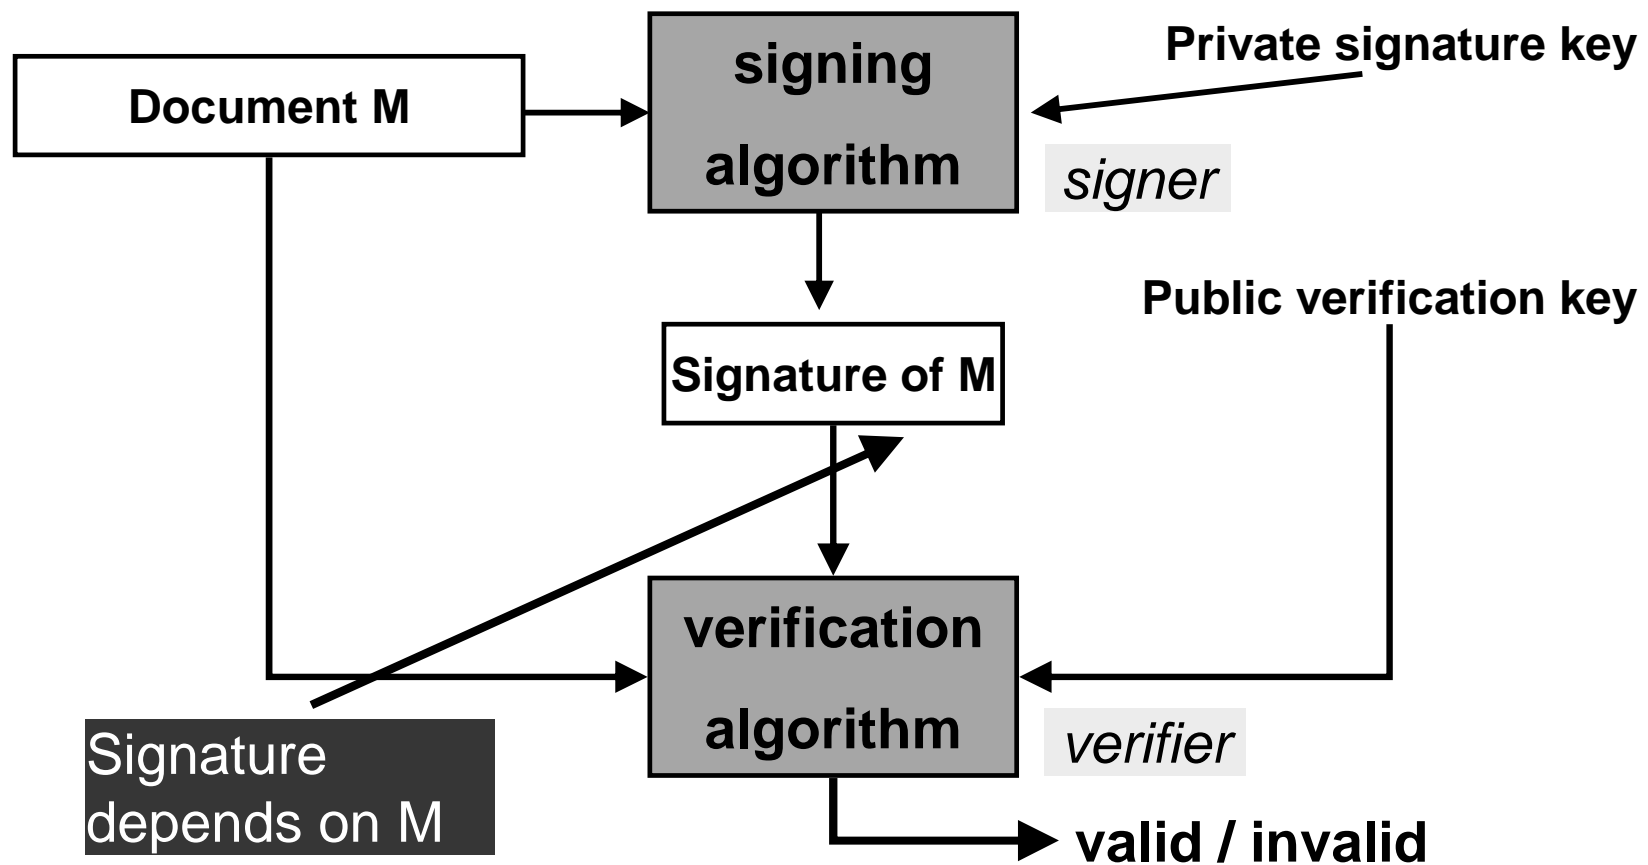 signing
algorithm
Private signature key
Document M
signer
Public verification key
Signature of M
verification
algorithm
verifier
Signature
depends on M
valid / invalid